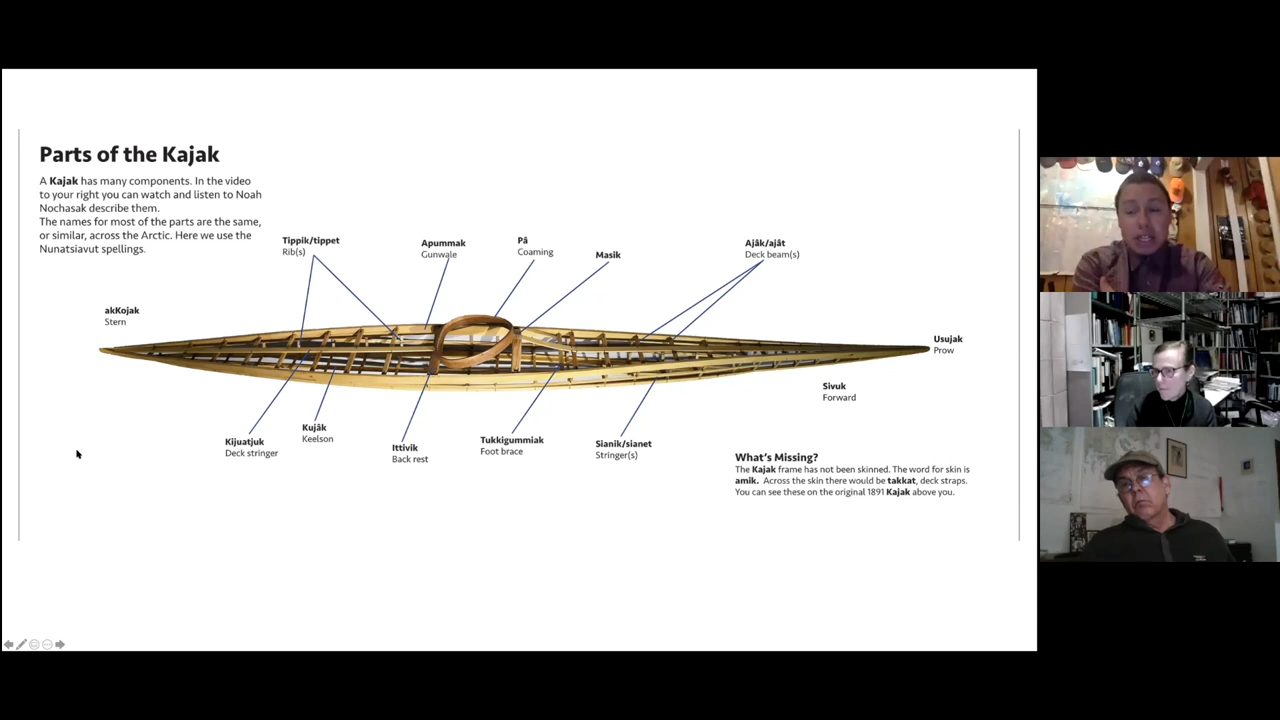 Parts of the Kajak
A Kajak has many components. In the video
to your right you can watch and listen to Noah
Nochasak describe them.
The names for most of the parts are the same,
or similar, across the Arctic. Here we use the
Nunatsiavut spellings.
Tippik/tippet
Rib(s)
Apummak
Gunwale
Pâ
Coaming
Masik
Ajâk/ajât
Deck beam(s)
akKojak
Stern
Usujak
Prow
Sivuk
Forward
Kijuatjuk
Deck stringer
Kujâk
Keelson
Ittivik
Back rest
Tukkigummiak
Foot brace
Sianik/sianet
Stringer(s)
What's Missing?
The Kajak frame has not been skinned. The word for skin is
amik. Across the skin there would be takkat, deck straps.
You can see these on the original 1891 Kajak above you.